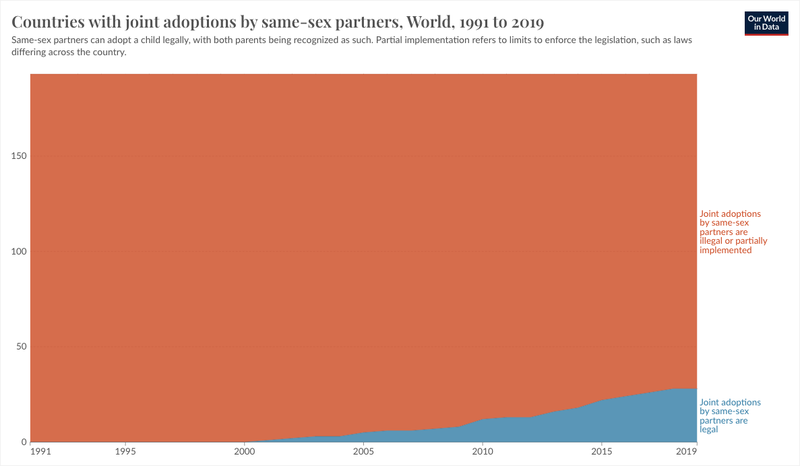 Countries with joint adoptions by same-sex partners, World, 1991 to 2019
Same-sex partners can adopt a child legally, with both parents being recognized as such. Partial implementation refers to limits to enforce the legislation, such as laws
differing across the country.
Our World
in Data
150
100
50
0
Joint adoptions
by same-sex
partners are
illegal or partially
implemented
Joint adoptions
by same-sex
partners are
legal
1991
1995
2000
2005
2010
2015
2019